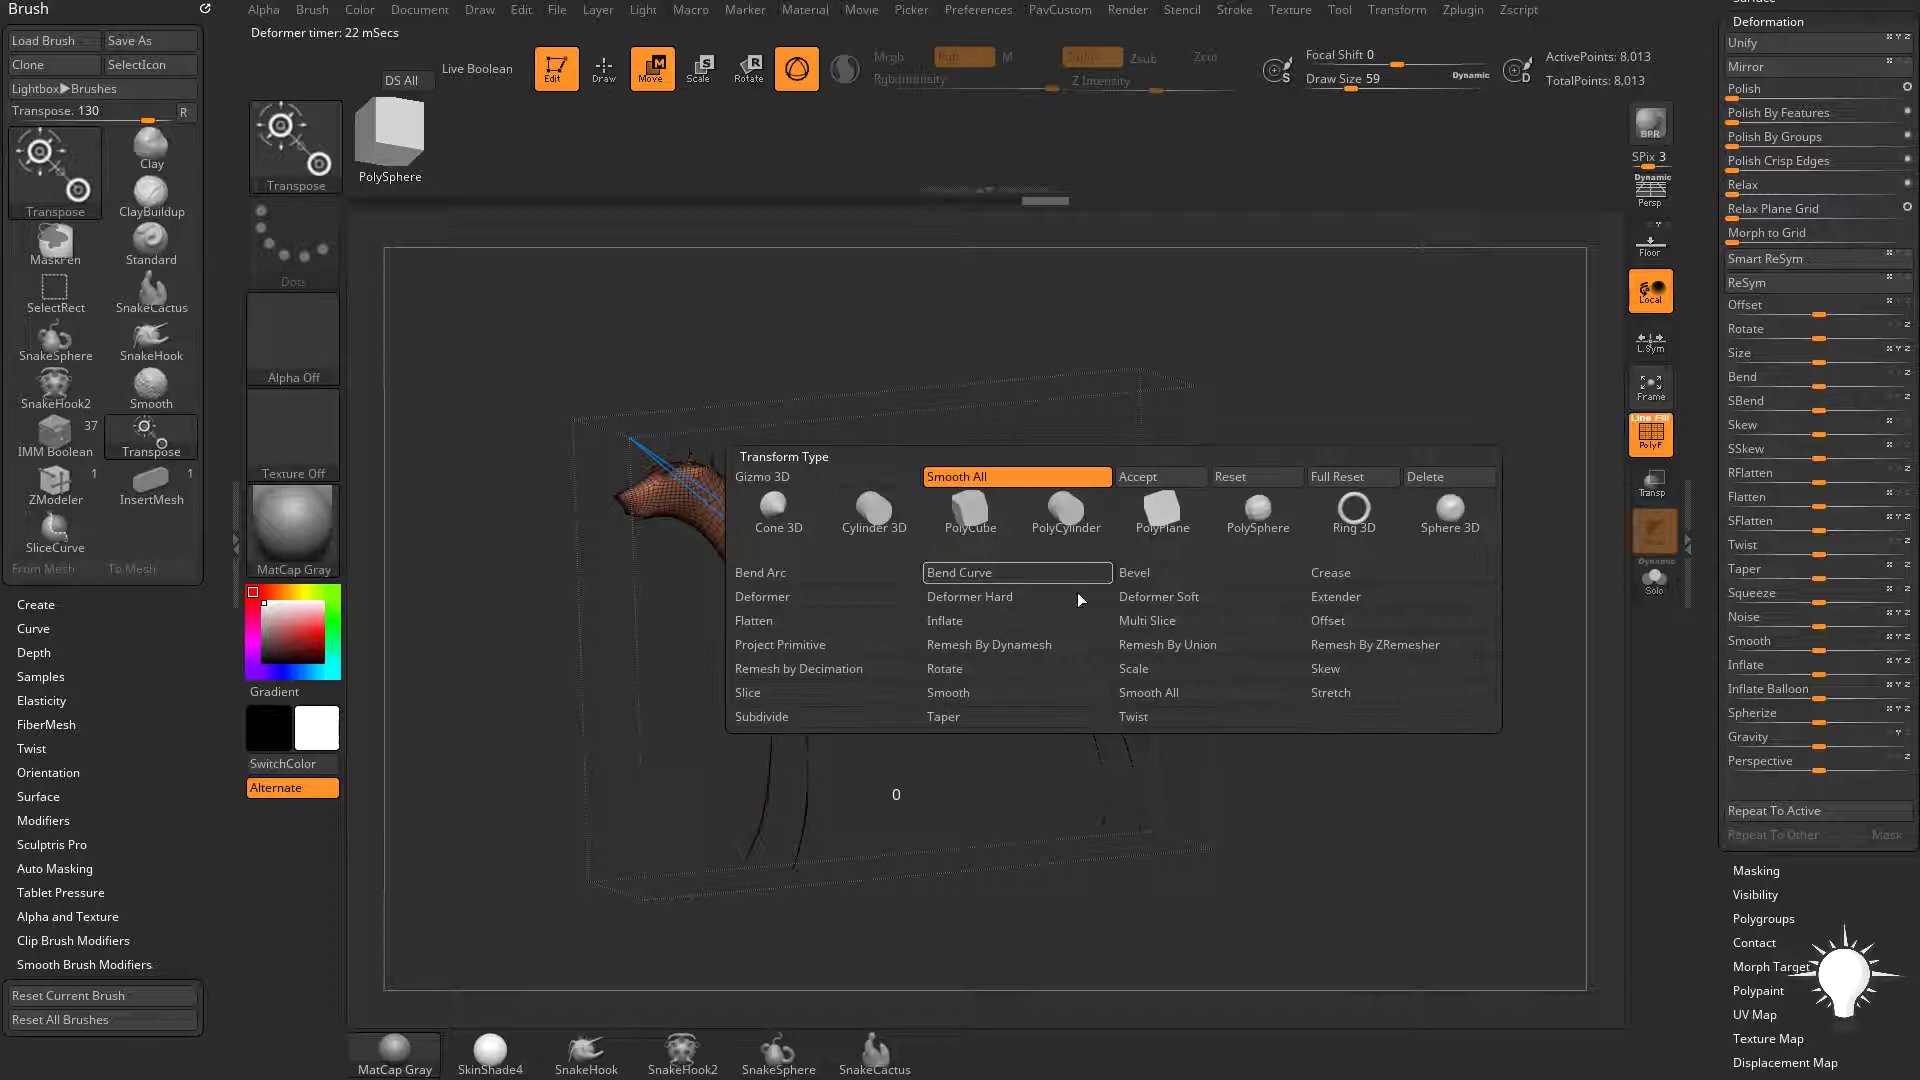 Brush
Load Brush
Save As
Clone
SelectIcon
Lightbox▶Brushes
Transpose. 130
R
Transpose
Clay
ClayBuildup
MaskPen
Standard
SelectRect
SnakeCactus
SnakeSphere
SnakeHook
SnakeHook2
Smooth
37
IMM Boolean
Transpose
1
ZModeler
1
InsertMesh
SliceCurve
From Mesh
To Mesh
Create
Curve
Depth
Samples
Elasticity
FiberMesh
Twist
Orientation
Surface
Modifiers
Sculptris Pro
Auto Masking
Tablet Pressure
Alpha and Texture
Clip Brush Modifiers
Smooth Brush Modifiers
Reset Current Brush
Reset All Brushes
Alpha Brush Color Document Draw Edit File Layer Light Macro Marker Material Movie Picker Preferences PavCustom Render Stencil Stroke Texture Tool Transform Zplugin Zscript
Deformer timer: 22 mSecs
DS All
Live Boolean
Edit
Draw
M
Move
S
Scale
R
Rotate
Mrgb
Rgb
M
Zadd
Zsub
Zcut
Rgb Intensity
Z Intensity
S
Focal Shift 0
Draw Size 59
Dynamic
D
ActivePoints: 8,013
TotalPoints: 8,013
Transpose
PolySphere
Dots
Alpha Off
Texture Off
MatCap Gray
Gradient
SwitchColor
Alternate
Transform Type
Gizmo 3D
Smooth All
Accept
Reset
Full Reset
Delete
Cone 3D
Cylinder 3D
PolyCube
PolyCylinder
PolyPlane
PolySphere
Ring 3D
Sphere 3D
Bend Arc
Bend Curve
Bevel
Crease
Deformer
Deformer Hard
Deformer Soft
Extender
Flatten
Inflate
Multi Slice
Offset
Project Primitive
Remesh By Dynamesh
Remesh By Union
Remesh By ZRemesher
Remesh by Decimation
Rotate
Scale
Skew
Slice
Smooth
Smooth All
Stretch
Subdivide
Taper
Twist
0
MatCap Gray
SkinShade4
SnakeHook
SnakeHook2
SnakeSphere
SnakeCactus
BPR
SPix 3
Dynamic
Persp
Floor
Local
L.Sym
Frame
Line Fill
PolyF
Transp
Dynamic
Solo
Surface
Deformation
Unify
Mirror
Polish
Polish By Features
Polish By Groups
Polish Crisp Edges
Relax
Relax Plane Grid
Morph to Grid
Smart ReSym
ReSym
Offset
Rotate
Size
Bend
SBend
Skew
SSkew
RFlatten
Flatten
SFlatten
Twist
Taper
Squeeze
Noise
Smooth
Inflate
Inflate Balloon
Spherize
Gravity
Perspective
Repeat To Active
Repeat To Other
Mask
Masking
Visibility
Polygroups
Contact
Morph Target
Polypaint
UV Map
Texture Map
Displacement Map